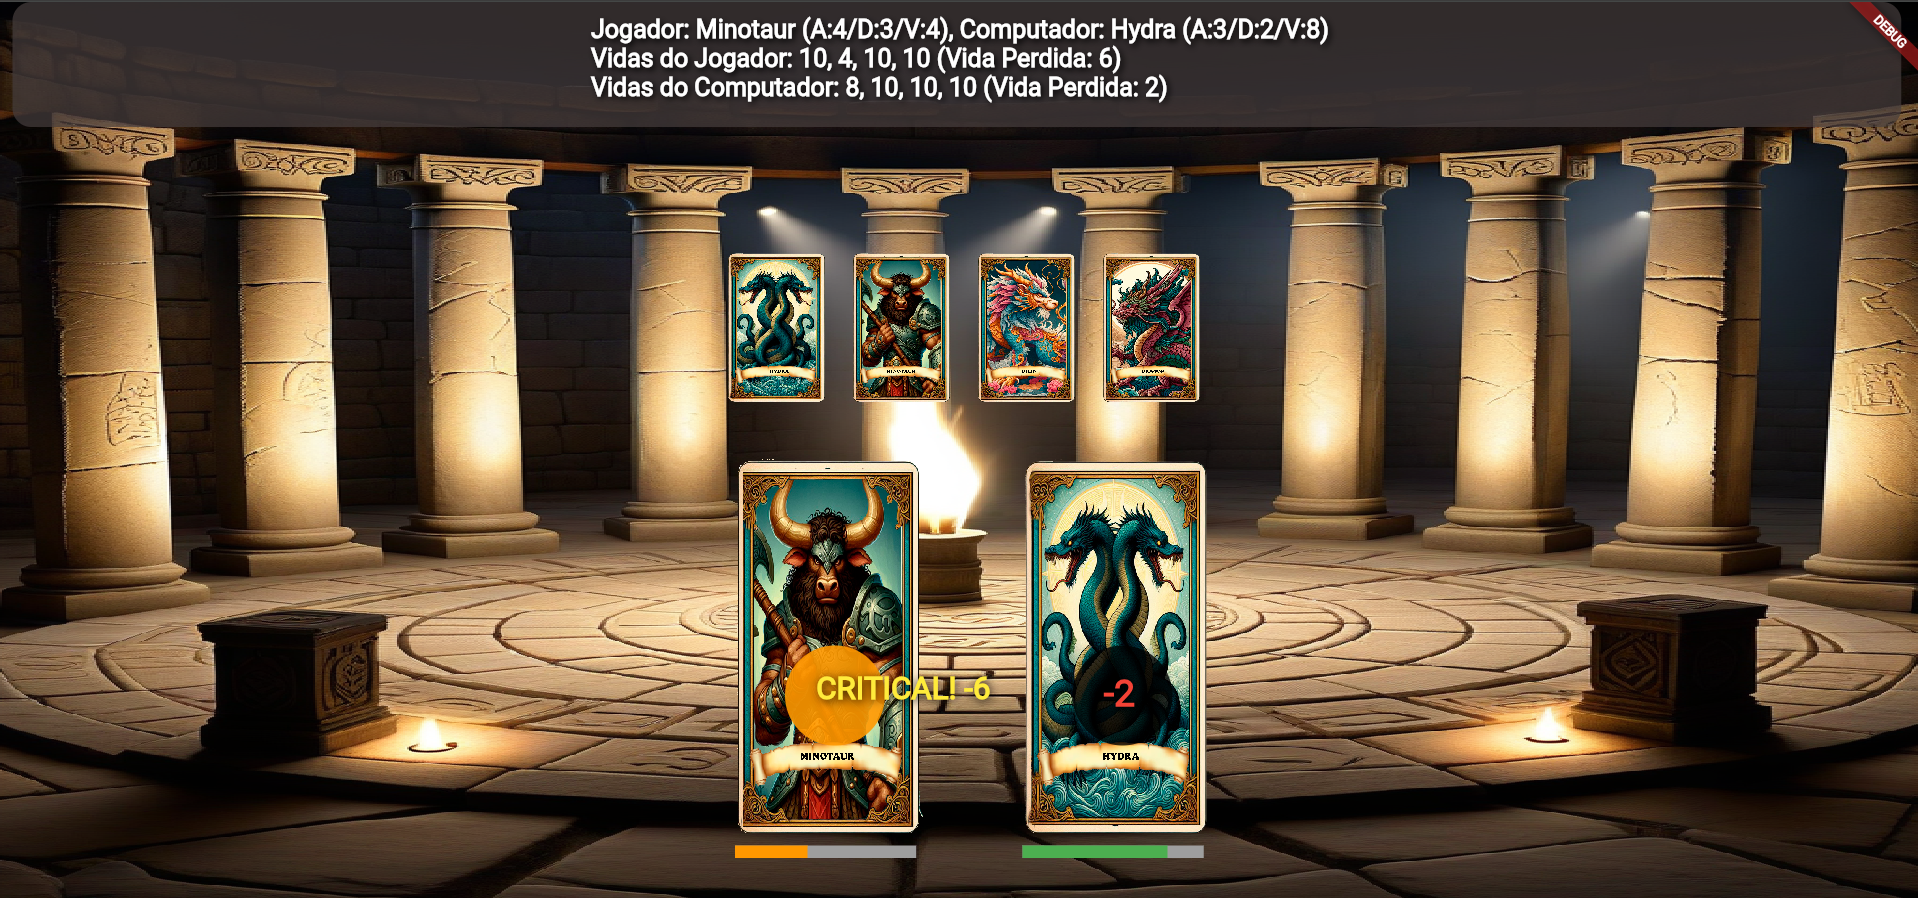 Jogador: Minotaur (A:4/D:3/V:4), Computador: Hydra (A:3/D:2/V:8)
Vidas do Jogador: 10, 4, 10, 10 (Vida Perdida: 6)
Vidas do Computador: 8, 10, 10, 10 (Vida Perdida: 2)
DEBUG
HYDRA
MINOTAUR
DRAGON
CRITICAL! -6
-2
MINOTAUR
HYDRA